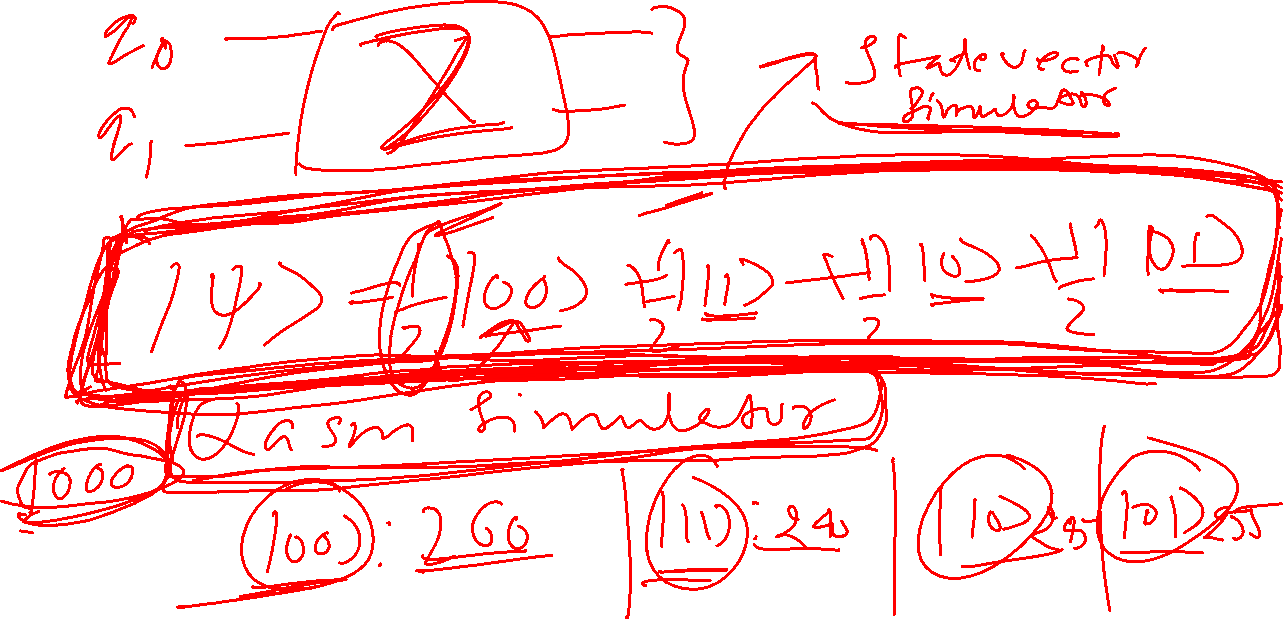 q0
q1
Statevector
Simulator
|ψ⟩ = 1/2 |00⟩ + 1/2 |11⟩ + 1/2 |10⟩ + 1/2 |01⟩
Qasm Simulator
1000
|00⟩: 260 | |11⟩: 240 | |10⟩ | |01⟩ 255